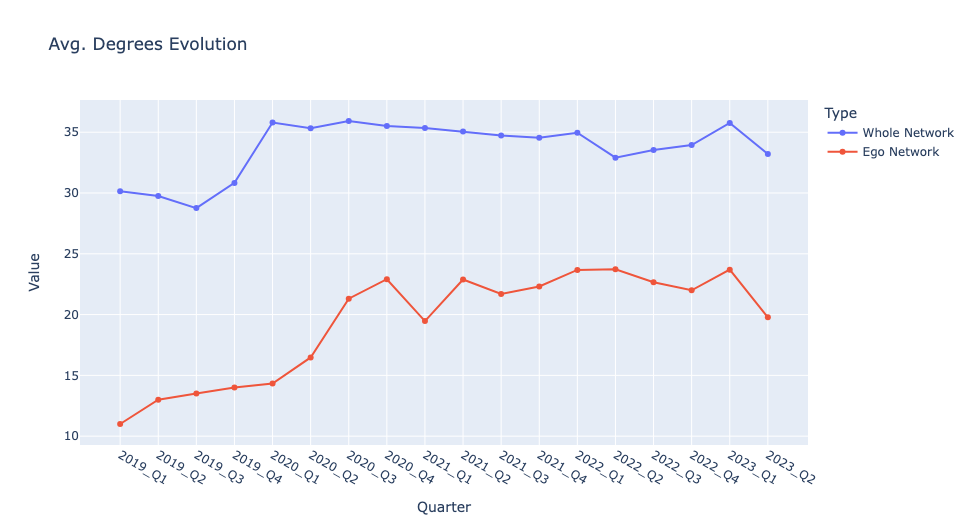 Avg. Degrees Evolution
Type
Whole Network
Ego Network
35
30
25
20
15
10
Value
2019_Q1
2019_Q2
2019_Q3
2019_Q4
2020_Q1
2020_Q2
2020_Q3
2020_Q4
2021_Q1
2021_Q2
2021_Q3
2021_Q4
2022_Q1
2022_Q2
2022_Q3
2022_Q4
2023_Q1
2023_Q2
Quarter